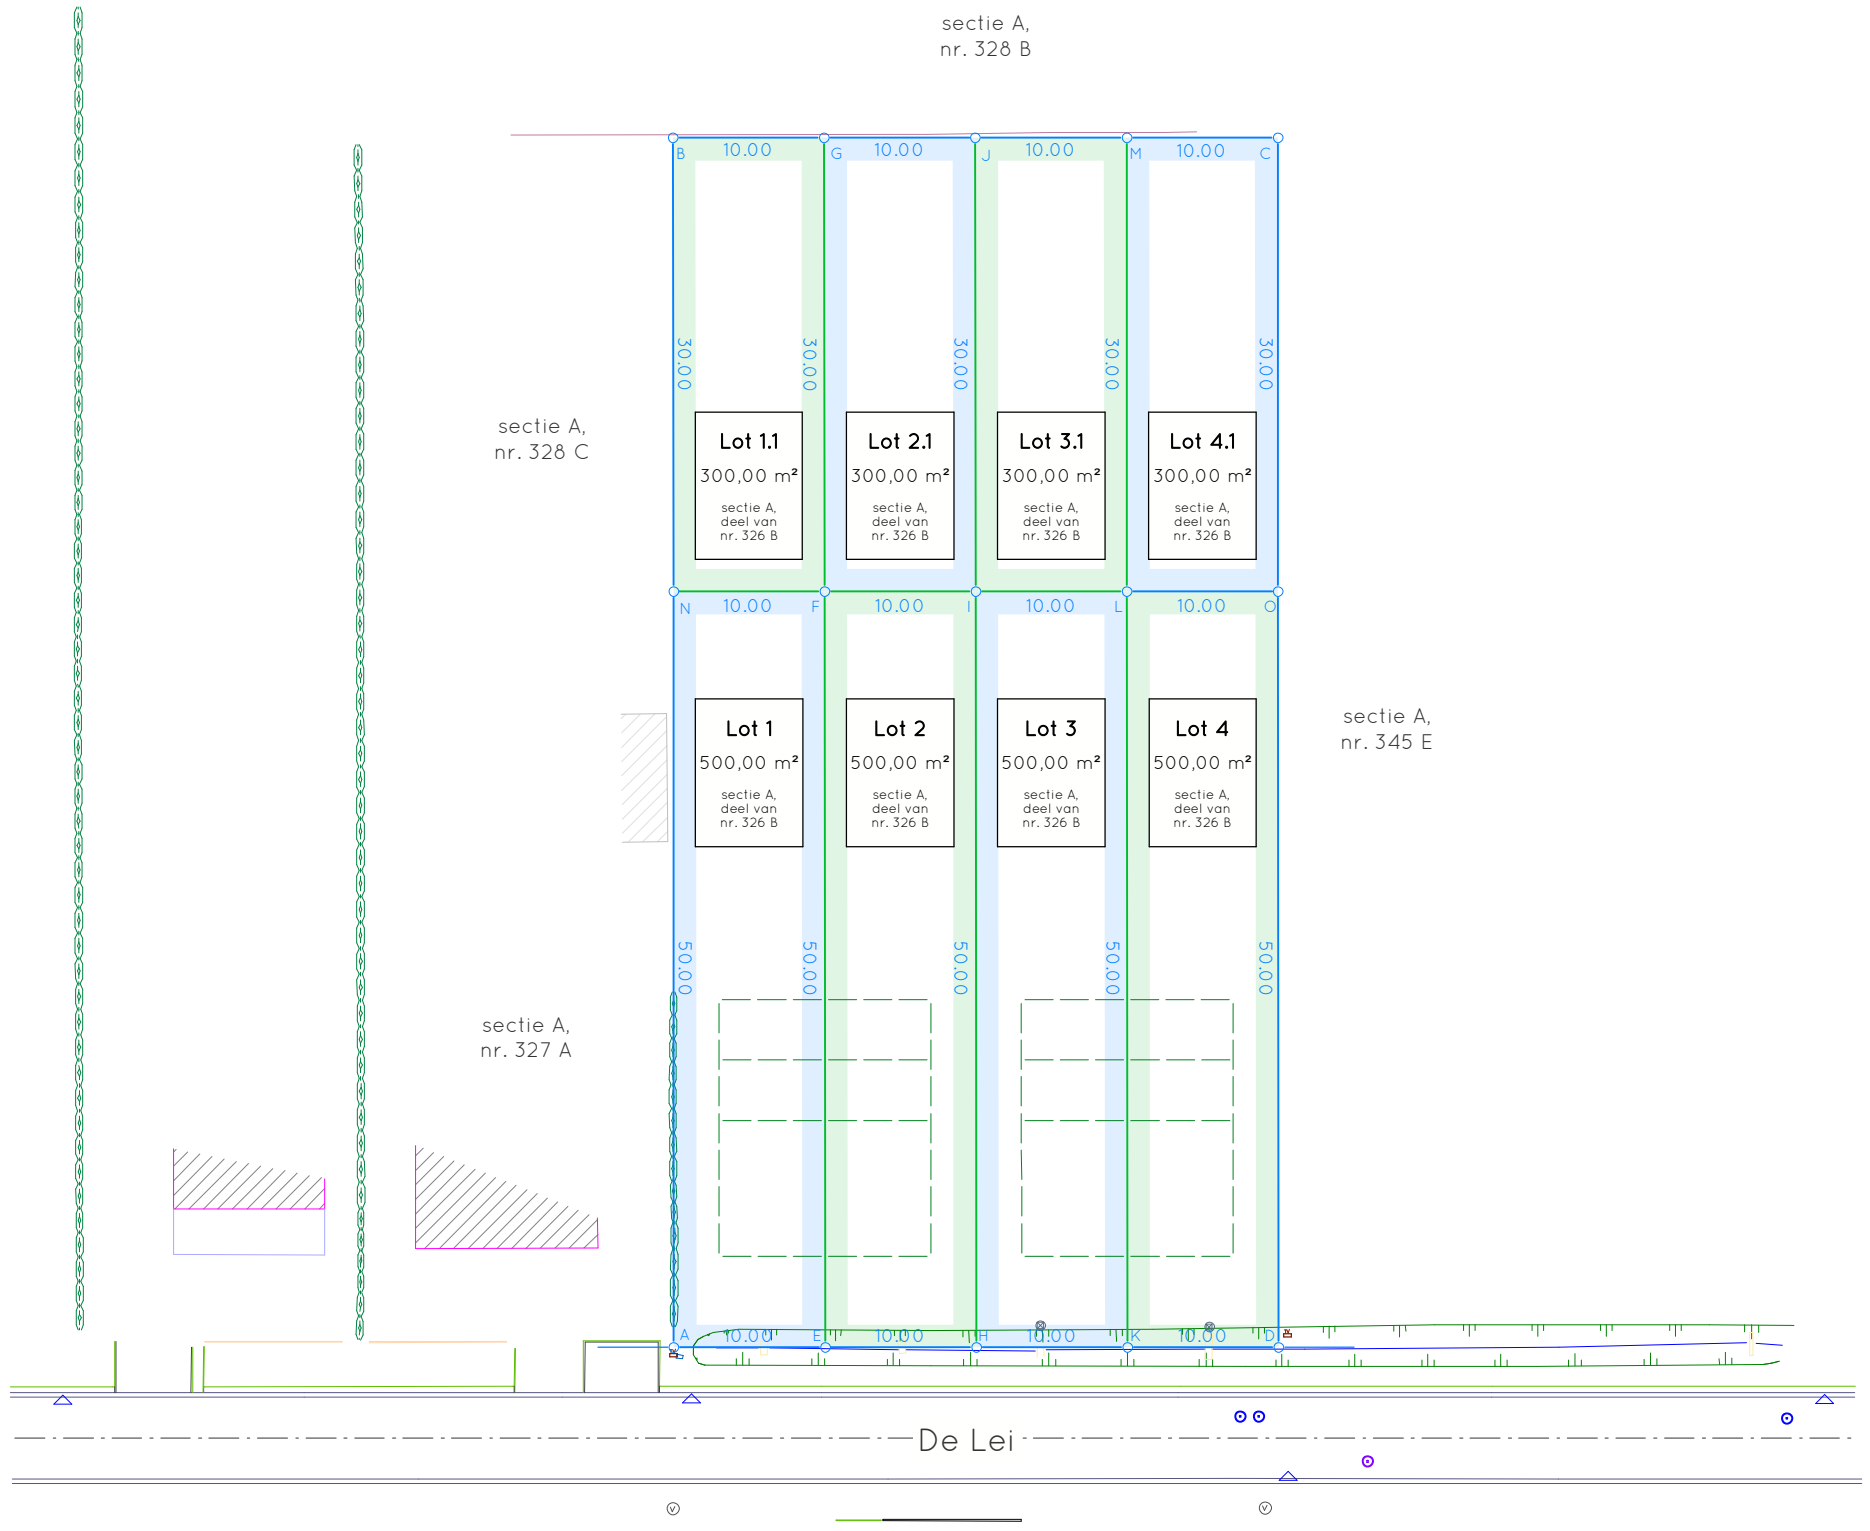 sectie A,
nr. 328 B
B 10.00 G 10.00 J 10.00 M 10.00 C
30.00 30.00 30.00 30.00 30.00
sectie A,
nr. 328 C
Lot 1.1
300,00 m²
sectie A,
deel van
nr. 326 B
Lot 2.1
300,00 m²
sectie A,
deel van
nr. 326 B
Lot 3.1
300,00 m²
sectie A,
deel van
nr. 326 B
Lot 4.1
300,00 m²
sectie A,
deel van
nr. 326 B
N 10.00 F 10.00 I 10.00 L 10.00 O
Lot 1
500,00 m²
sectie A,
deel van
nr. 326 B
Lot 2
500,00 m²
sectie A,
deel van
nr. 326 B
Lot 3
500,00 m²
sectie A,
deel van
nr. 326 B
Lot 4
500,00 m²
sectie A,
deel van
nr. 326 B
sectie A,
nr. 345 E
50.00 50.00 50.00 50.00 50.00
sectie A,
nr. 327 A
A 10.00 E 10.00 H 10.00 K 10.00 D
De Lei
V V